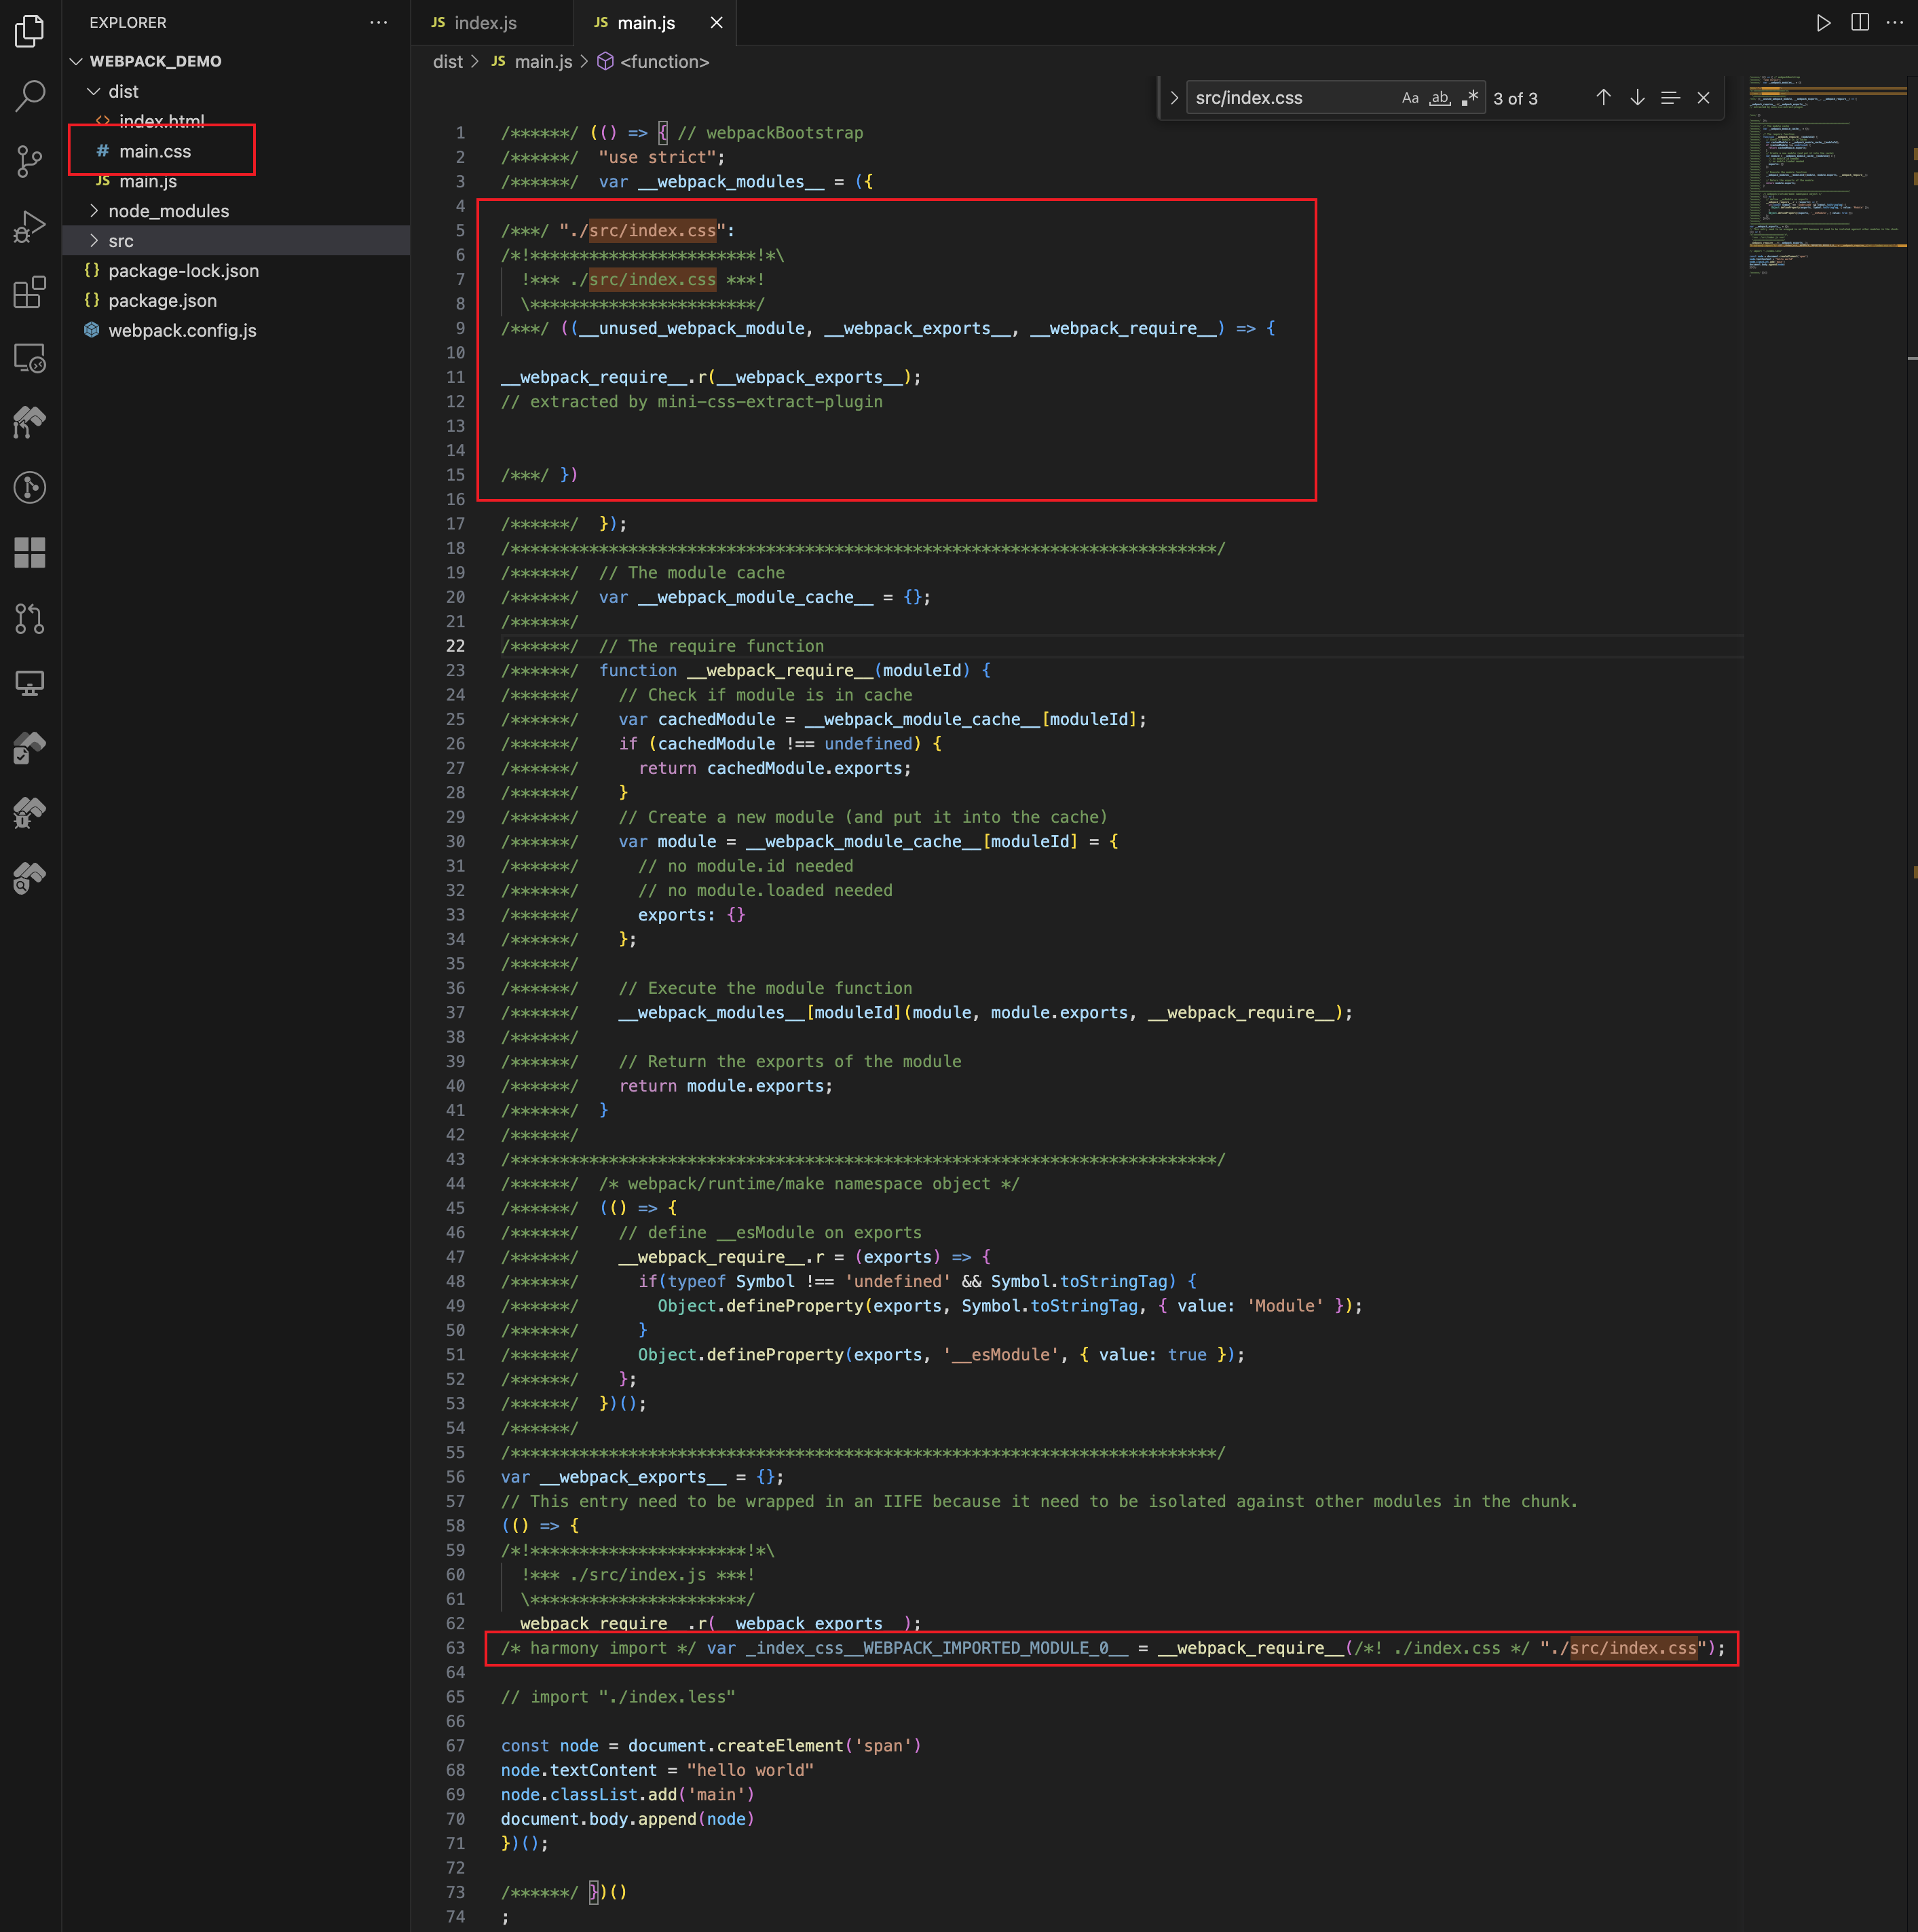 EXPLORER
WEBPACK_DEMO
dist
index.html
main.css
main.js
node_modules
src
package-lock.json
package.json
webpack.config.js
JS index.js
JS main.js
dist > JS main.js > <function>
src/index.css
Aa ab 3 of 3
1 /******/ (() => { // webpackBootstrap
2 /******/ 	"use strict";
3 /******/ 	var __webpack_modules__ = ({
4
5 /***/ "./src/index.css":
6 /*!***********************!*\
7   !*** ./src/index.css ***!
8   \***********************/
9 /***/ ((__unused_webpack_module, __webpack_exports__, __webpack_require__) => {
10
11 __webpack_require__.r(__webpack_exports__);
12 // extracted by mini-css-extract-plugin
13
14
15 /***/ })
16
17 /******/ 	});
18 /************************************************************************/
19 /******/ 	// The module cache
20 /******/ 	var __webpack_module_cache__ = {};
21 /******/
22 /******/ 	// The require function
23 /******/ 	function __webpack_require__(moduleId) {
24 /******/ 		// Check if module is in cache
25 /******/ 		var cachedModule = __webpack_module_cache__[moduleId];
26 /******/ 		if (cachedModule !== undefined) {
27 /******/ 			return cachedModule.exports;
28 /******/ 		}
29 /******/ 		// Create a new module (and put it into the cache)
30 /******/ 		var module = __webpack_module_cache__[moduleId] = {
31 /******/ 			// no module.id needed
32 /******/ 			// no module.loaded needed
33 /******/ 			exports: {}
34 /******/ 		};
35 /******/
36 /******/ 		// Execute the module function
37 /******/ 		__webpack_modules__[moduleId](module, module.exports, __webpack_require__);
38 /******/
39 /******/ 		// Return the exports of the module
40 /******/ 		return module.exports;
41 /******/ 	}
42 /******/
43 /************************************************************************/
44 /******/ 	/* webpack/runtime/make namespace object */
45 /******/ 	(() => {
46 /******/ 		// define __esModule on exports
47 /******/ 		__webpack_require__.r = (exports) => {
48 /******/ 			if(typeof Symbol !== 'undefined' && Symbol.toStringTag) {
49 /******/ 				Object.defineProperty(exports, Symbol.toStringTag, { value: 'Module' });
50 /******/ 			}
51 /******/ 			Object.defineProperty(exports, '__esModule', { value: true });
52 /******/ 		};
53 /******/ 	})();
54 /******/
55 /************************************************************************/
56 var __webpack_exports__ = {};
57 // This entry need to be wrapped in an IIFE because it need to be isolated against other modules in the chunk.
58 (() => {
59 /*!**********************!*\
60   !*** ./src/index.js ***!
61   \**********************/
62 __webpack_require__.r(__webpack_exports__);
63 /* harmony import */ var _index_css__WEBPACK_IMPORTED_MODULE_0__ = __webpack_require__(/*! ./index.css */ "./src/index.css");
64
65 // import "./index.less"
66
67 const node = document.createElement('span')
68 node.textContent = "hello world"
69 node.classList.add('main')
70 document.body.append(node)
71 })();
72
73 /******/ })()
74 ;